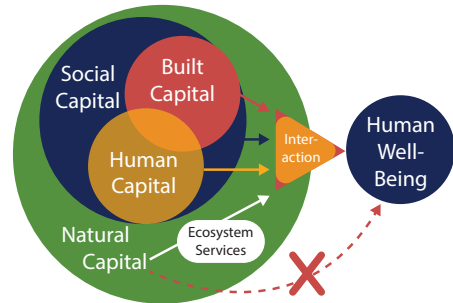 Social
Capital
Built
Capital
Human
Capital
Natural
Capital
Ecosystem
Services
Inter-
action
Human
Well-
Being